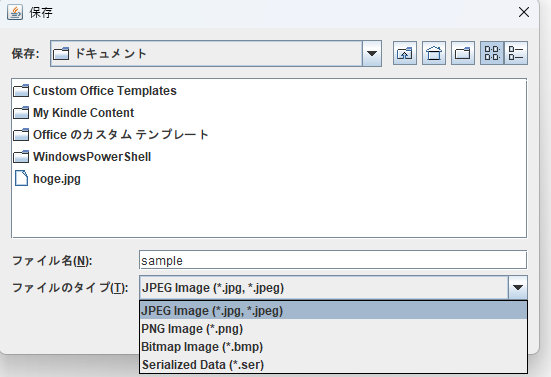 保存
保存:
ドキュメント
Custom Office Templates
My Kindle Content
Office のカスタム テンプレート
WindowsPowerShell
hoge.jpg
ファイル名(N):
sample
ファイルのタイプ(T):
JPEG Image (*.jpg, *.jpeg)
JPEG Image (*.jpg, *.jpeg)
PNG Image (*.png)
Bitmap Image (*.bmp)
Serialized Data (*.ser)